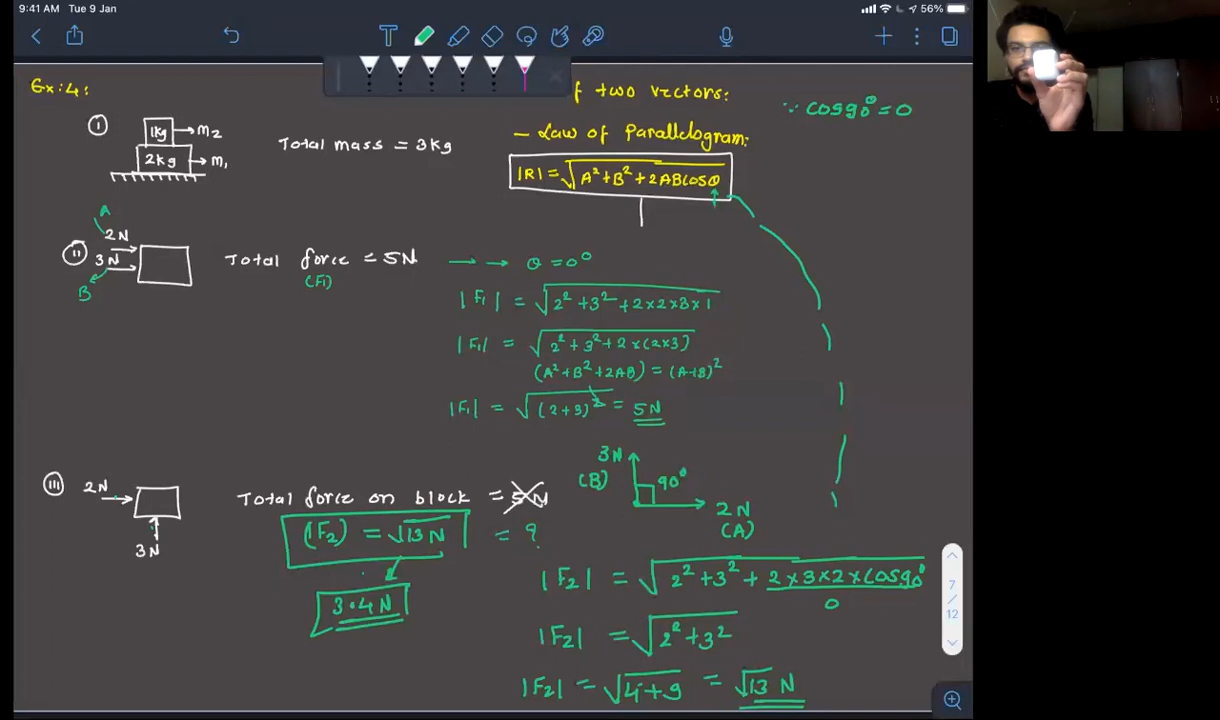 9:41 AM Tue 9 Jan
56%
Ex:4:
of two vectors:
∵ cos90° = 0
(i)
1kg
m2
2kg
m1
Total mass = 3kg
– Law of Parallelogram:
|R| = √A² + B² + 2ABcosθ
A
(ii)
2N
3N
B
Total force = 5N
(F1)
→ → θ = 0°
|F1| = √2² + 3² + 2×2×3×1
|F1| = √2² + 3² + 2×(2×3)
(A² + B² + 2AB) = (A+B)²
|F1| = √(2+3)² = 5N
(iii)
2N
3N
Total force on block = 5N
|F2| = √13 N = ?
3.4N
3N
(B)
90°
2N
(A)
|F2| = √2² + 3² + 2×3×2×cos90°
0
|F2| = √2² + 3²
|F2| = √4+9 = √13 N
7
/
12